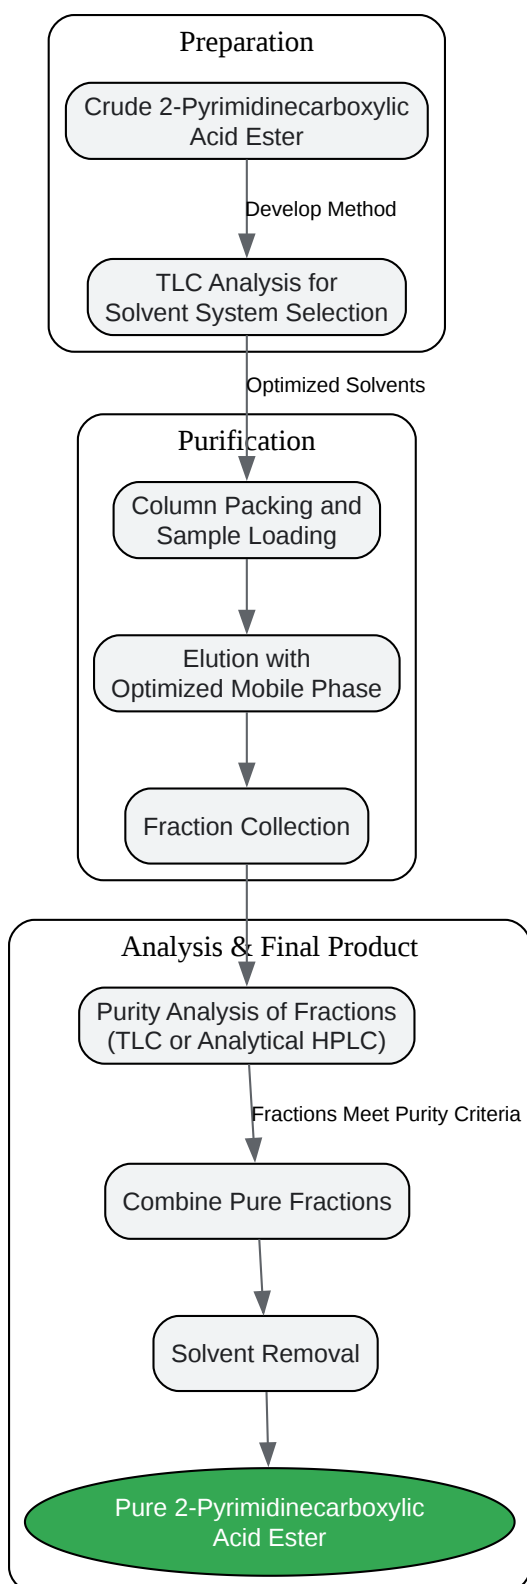 Preparation
Crude 2-Pyrimidinecarboxylic
Acid Ester
Develop Method
TLC Analysis for
Solvent System Selection
Optimized Solvents
Purification
Column Packing and
Sample Loading
Elution with
Optimized Mobile Phase
Fraction Collection
Analysis & Final Product
Purity Analysis of Fractions
(TLC or Analytical HPLC)
Fractions Meet Purity Criteria
Combine Pure Fractions
Solvent Removal
Pure 2-Pyrimidinecarboxylic
Acid Ester